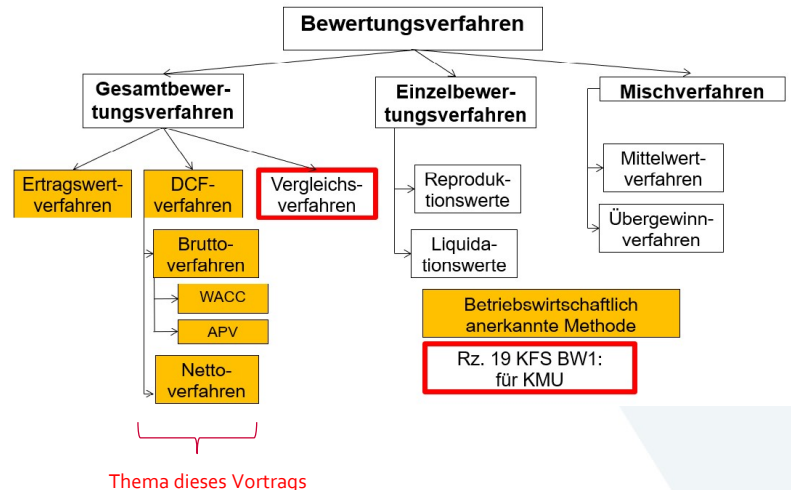 Bewertungsverfahren
Gesamtbewer-
tungsverfahren
Einzelbewer-
tungsverfahren
Mischverfahren
Ertragswert-
verfahren
DCF-
verfahren
Vergleichs-
verfahren
Brutto-
verfahren
WACC
APV
Netto-
verfahren
Reproduk-
tionswerte
Liquida-
tionswerte
Mittelwert-
verfahren
Übergewinn-
verfahren
Betriebswirtschaftlich
anerkannte Methode
Rz. 19 KFS BW1:
für KMU
Thema dieses Vortrags